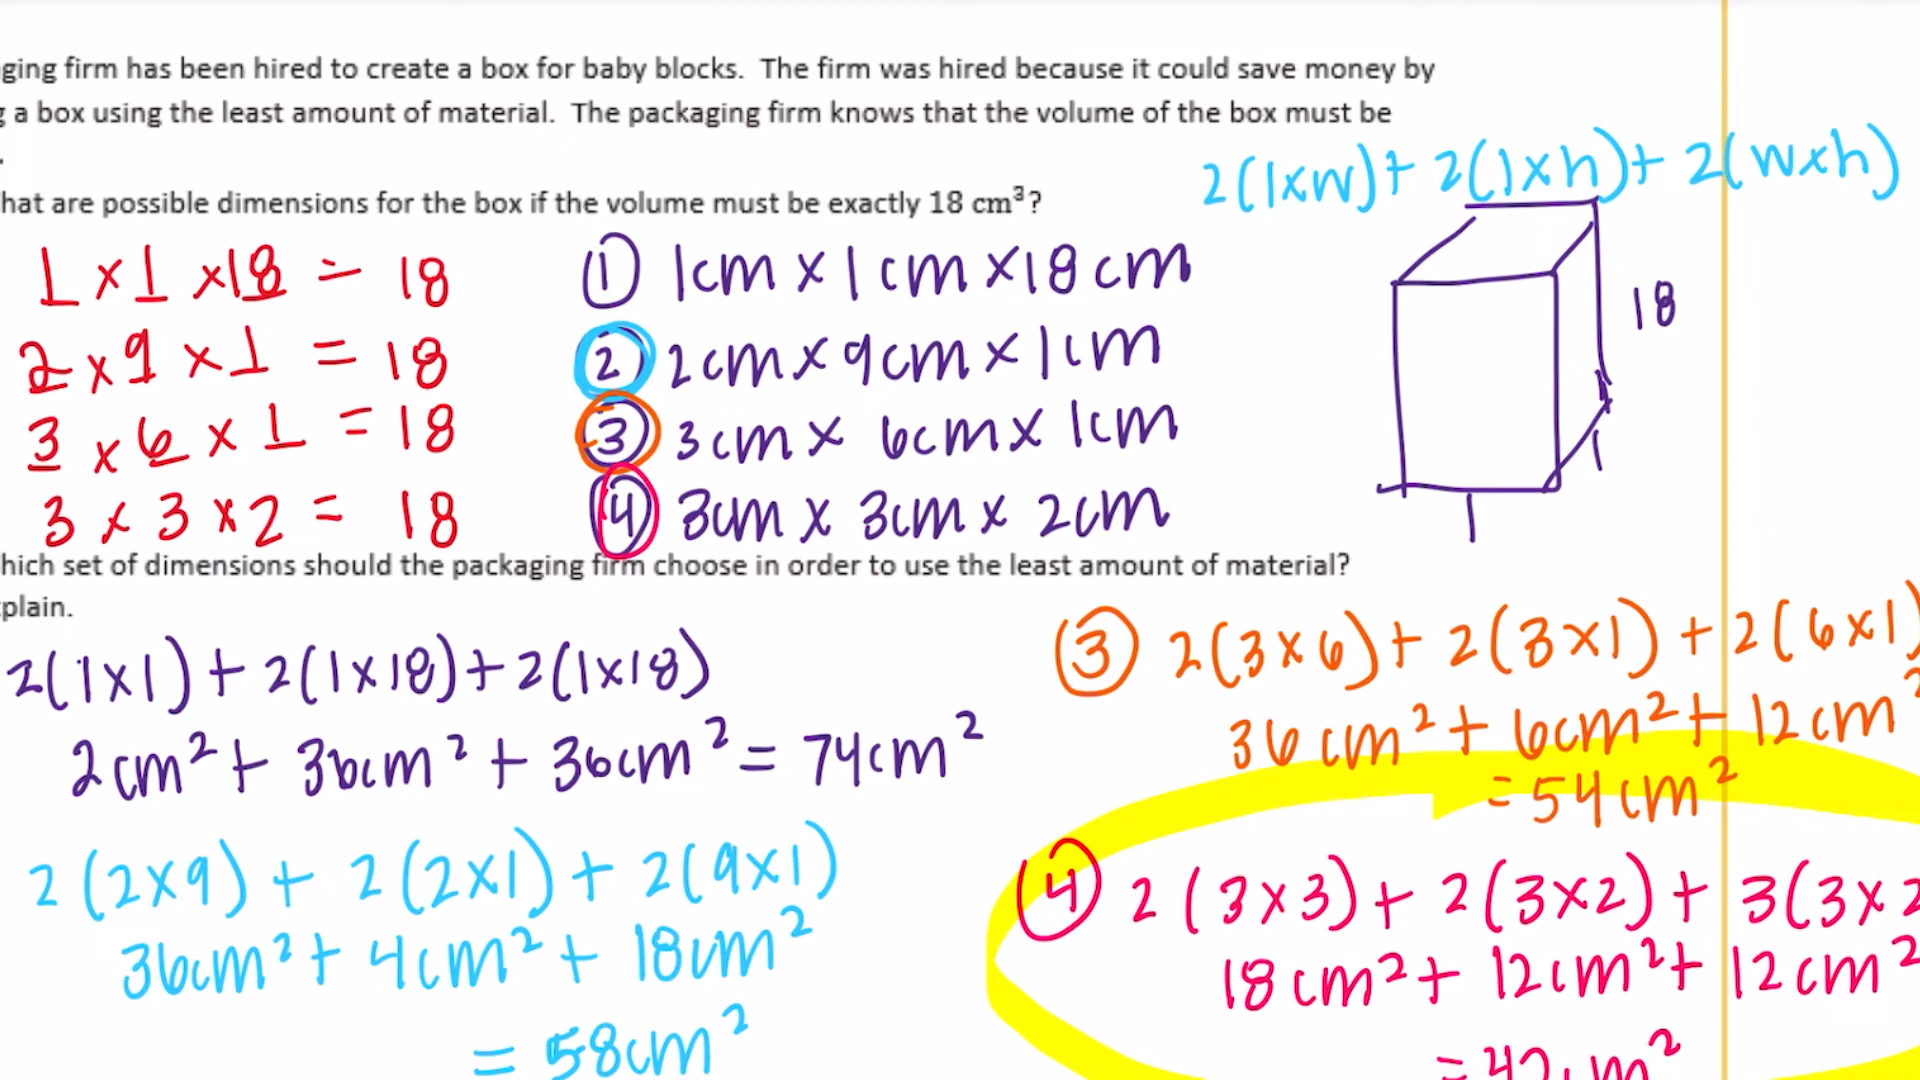 ging firm has been hired to create a box for baby blocks. The firm was hired because it could save money by
g a box using the least amount of material. The packaging firm knows that the volume of the box must be
.
hat are possible dimensions for the box if the volume must be exactly 18 cm³?
2(l×w)+ 2(l×h)+ 2(w×h)
1 × 1 × 18 = 18
2 × 9 × 1 = 18
3 × 6 × 1 = 18
3 × 3 × 2 = 18
① 1cm × 1cm × 18cm
② 2cm × 9cm × 1cm
③ 3cm × 6cm × 1cm
④ 3cm × 3cm × 2cm
18
1
1
hich set of dimensions should the packaging firm choose in order to use the least amount of material?
plain.
2(1×1)+ 2(1×18)+2(1×18)
2cm²+ 36cm²+ 36cm²= 74cm²
2(2×9)+ 2(2×1)+ 2(9×1)
36cm²+ 4cm²+ 18cm²
= 58cm²
③ 2(3×6)+ 2(3×1)+2(6×1)
36cm²+ 6cm²+ 12cm²
= 54cm²
④ 2(3×3)+ 2(3×2)+ 3(3×2
18cm²+ 12cm²+ 12cm²
= 42cm²